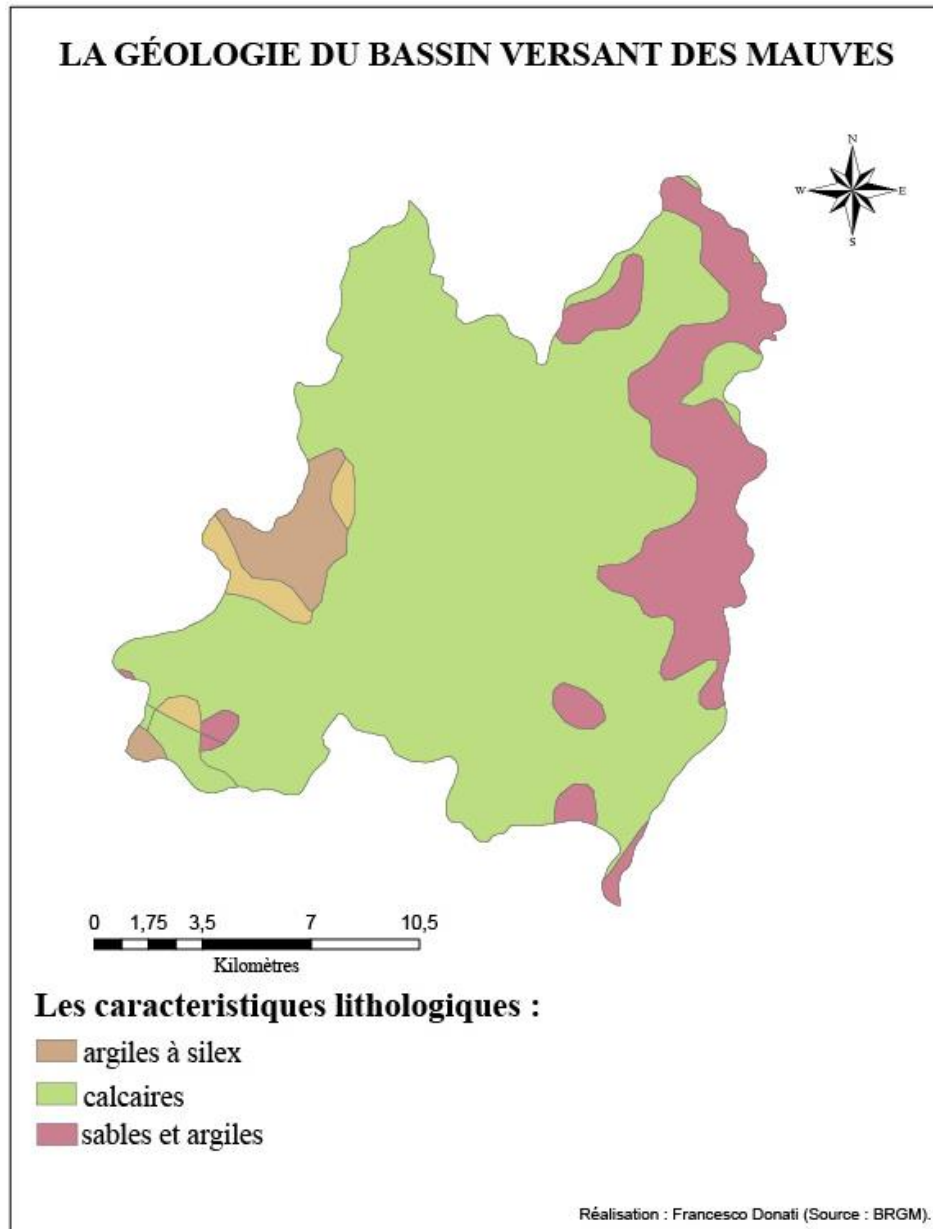 LA GÉOLOGIE DU BASSIN VERSANT DES MAUVES
N
W E
S
0 1,75 3,5 7 10,5
Kilomètres
Les caracteristiques lithologiques :
argiles à silex
calcaires
sables et argiles
Réalisation : Francesco Donati (Source : BRGM).